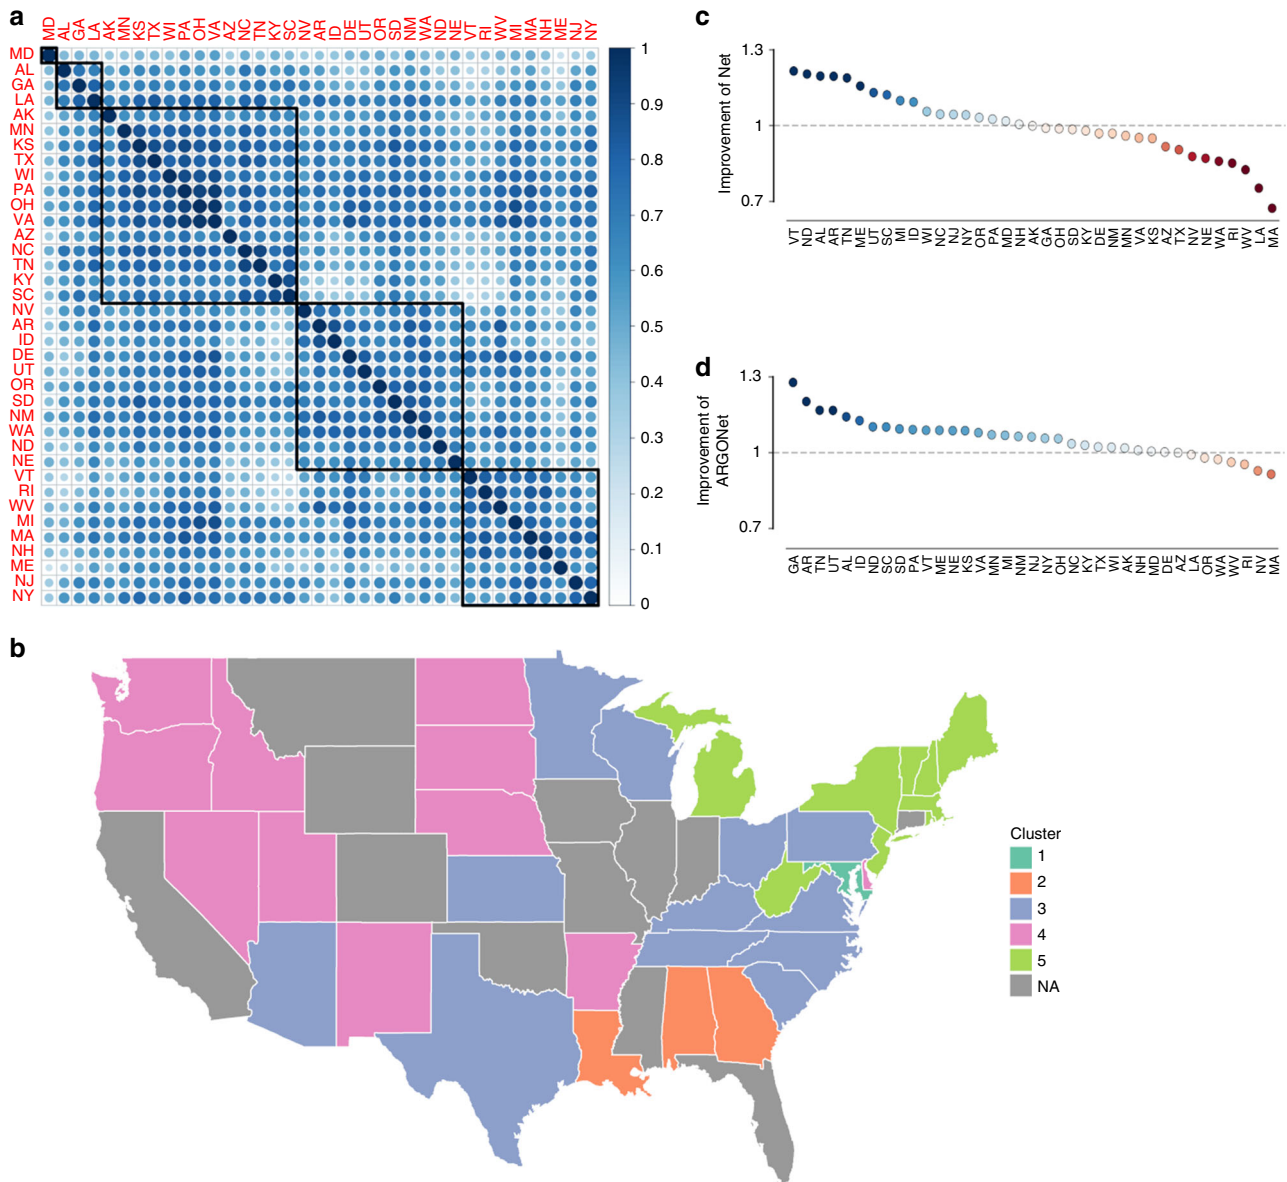 a
MD AL GA LA AK MN KS TX WI PA OH VA AZ NC TN KY SC NV AR ID DE UT OR SD NM WA ND NE VT RI WV MI MA NH ME NJ NY
MD
AL
GA
LA
AK
MN
KS
TX
WI
PA
OH
VA
AZ
NC
TN
KY
SC
NV
AR
ID
DE
UT
OR
SD
NM
WA
ND
NE
VT
RI
WV
MI
MA
NH
ME
NJ
NY
1
0.9
0.8
0.7
0.6
0.5
0.4
0.3
0.2
0.1
0
c
Improvement of Net
1.3
1
0.7
VT ND AL AR TN ME UT SC MI ID WI NC NJ NY OR PA MD NH AK GA OH SD KY DE NM MN VA KS AZ TX NV NE WA RI WV LA MA
d
Improvement of
ARGONet
1.3
1
0.7
GA AR TN UT AL ID ND SC SD PA VT ME NE KS VA MN MI NM NJ NY OH NC KY TX WI AK NH MD DE AZ LA OR WA WV RI NV MA
b
Cluster
1
2
3
4
5
NA